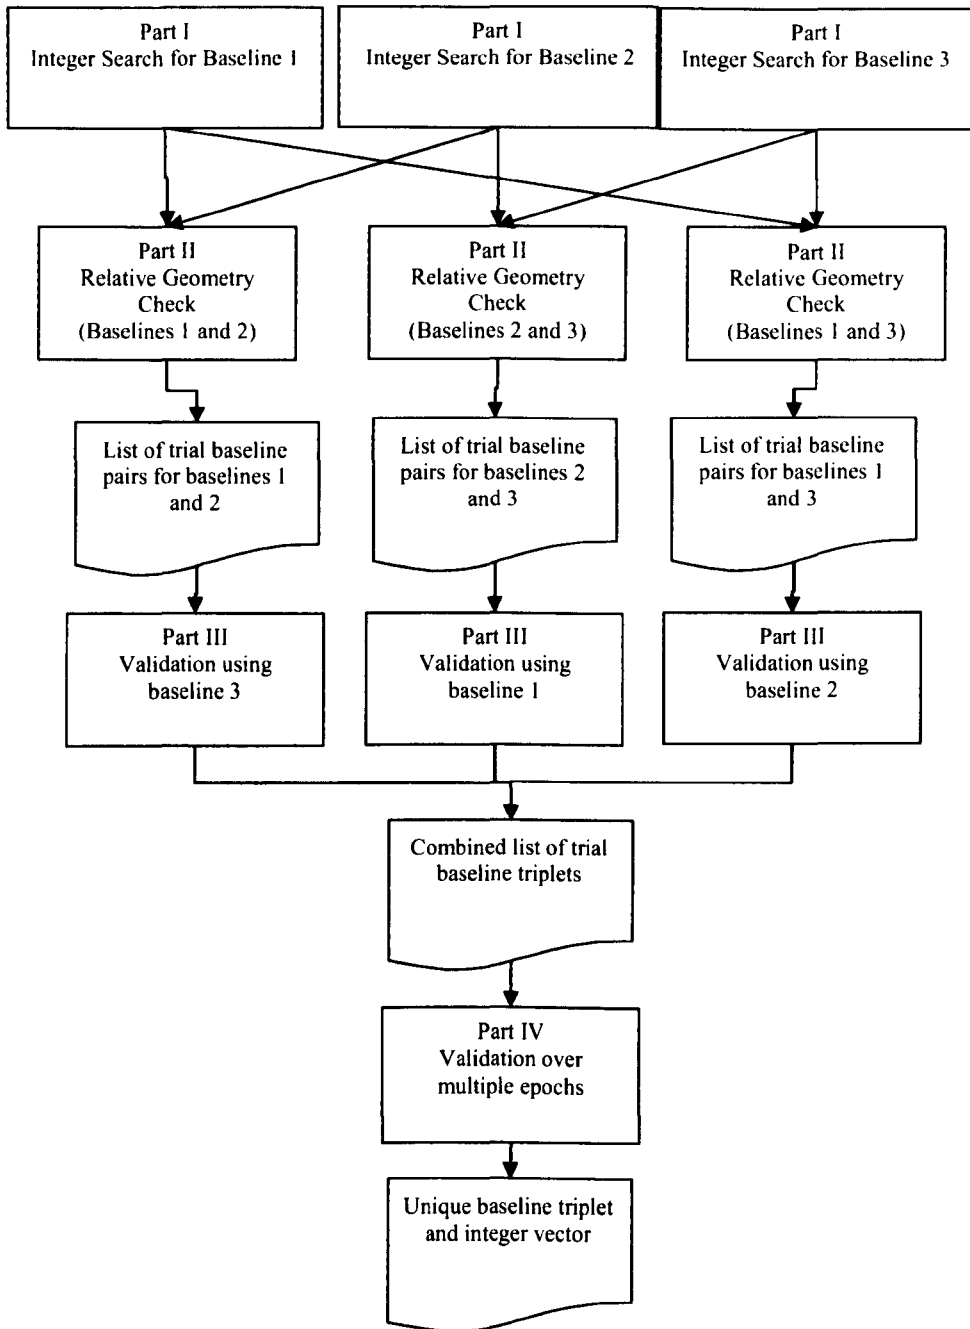 Part I
Integer Search for Baseline 1
Part I
Integer Search for Baseline 2
Part I
Integer Search for Baseline 3
Part II
Relative Geometry
Check
(Baselines 1 and 2)
Part II
Relative Geometry
Check
(Baselines 2 and 3)
Part II
Relative Geometry
Check
(Baselines 1 and 3)
List of trial baseline
pairs for baselines 1
and 2
List of trial baseline
pairs for baselines 2
and 3
List of trial baseline
pairs for baselines 1
and 3
Part III
Validation using
baseline 3
Part III
Validation using
baseline 1
Part III
Validation using
baseline 2
Combined list of trial
baseline triplets
Part IV
Validation over
multiple epochs
Unique baseline triplet
and integer vector